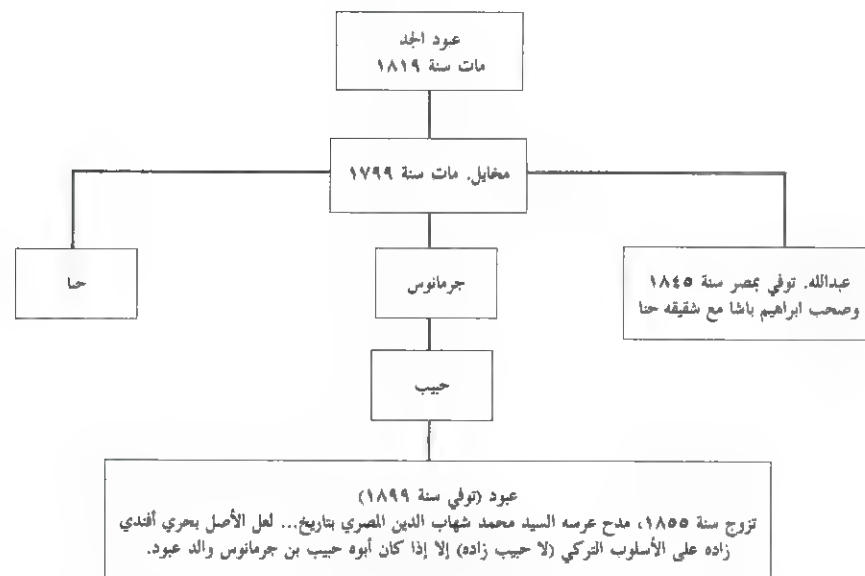 عبود الجد
مات سنة ١٨١٩
مخايل. مات سنة ١٧٩٩
عبدالله. توفي بمصر سنة ١٨٤٥
وصحب ابراهيم باشا مع شقيقه حنا
جرمانوس
حنا
حبيب
عبود (توفي سنة ١٨٩٩)
تزوج سنة ١٨٥٥، مدح عرسه السيد محمد شهاب الدين المصري بتاريخ... لعل الأصل بحري أفندي
زاده على الأسلوب التركي (لا حبيب زاده) إلا إذا كان أبوه حبيب بن جرمانوس والد عبود.